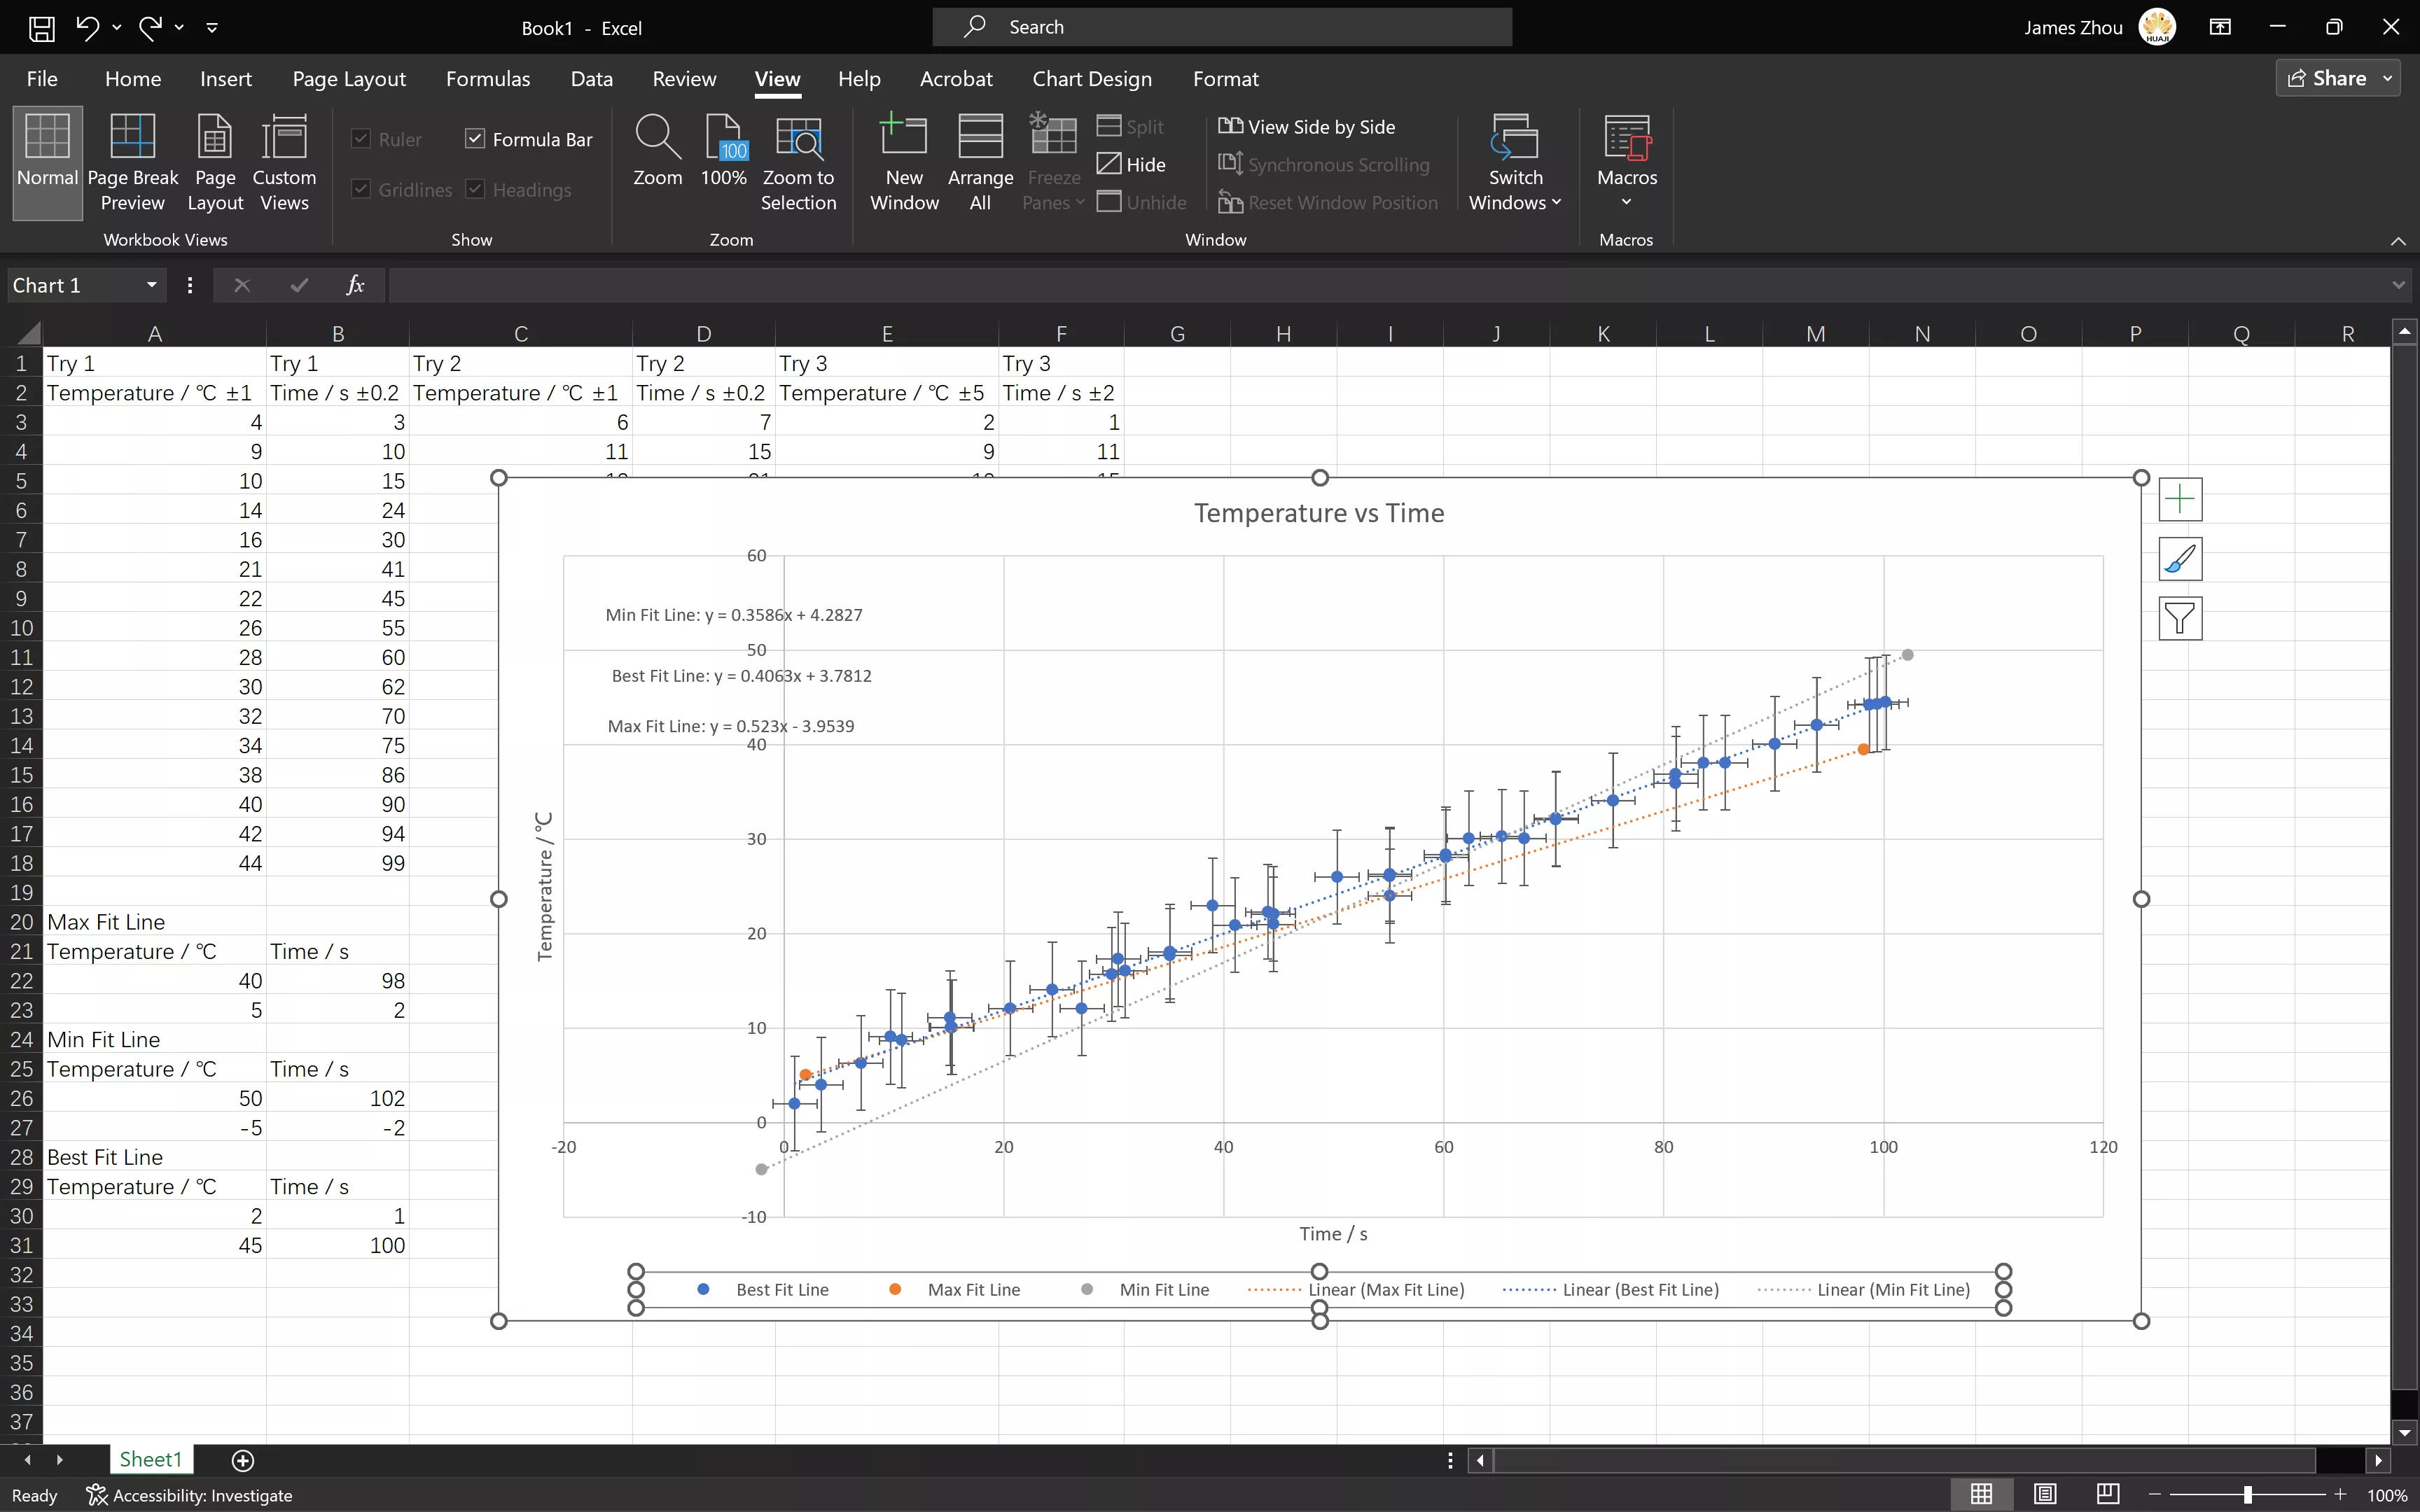 Book1 - Excel
Search
James Zhou
HUAJI
File Home Insert Page Layout Formulas Data Review View Help Acrobat Chart Design Format
Share
Normal
Page Break Preview
Page Layout
Custom Views
Workbook Views
Ruler
Formula Bar
Gridlines
Headings
Show
Zoom
100
100%
Zoom to Selection
Zoom
New Window
Arrange All
Freeze Panes
Split
Hide
Unhide
View Side by Side
Synchronous Scrolling
Reset Window Position
Window
Switch Windows
Macros
Macros
Chart 1
fx
A B C D E F G H I J K L M N O P Q R
1 Try 1 Try 1 Try 2 Try 2 Try 3 Try 3
2 Temperature / ℃ ±1 Time / s ±0.2 Temperature / ℃ ±1 Time / s ±0.2 Temperature / ℃ ±5 Time / s ±2
3 4 3 6 7 2 1
4 9 10 11 15 9 11
5 10 15
6 14 24
7 16 30
8 21 41
9 22 45
10 26 55
11 28 60
12 30 62
13 32 70
14 34 75
15 38 86
16 40 90
17 42 94
18 44 99
19
20 Max Fit Line
21 Temperature / ℃ Time / s
22 40 98
23 5 2
24 Min Fit Line
25 Temperature / ℃ Time / s
26 50 102
27 -5 -2
28 Best Fit Line
29 Temperature / ℃ Time / s
30 2 1
31 45 100
32
33
34
35
36
37
Temperature vs Time
60
Min Fit Line: y = 0.3586x + 4.2827
50
Best Fit Line: y = 0.4063x + 3.7812
Max Fit Line: y = 0.523x - 3.9539
40
30
20
10
0
-10
Temperature / ℃
-20 0 20 40 60 80 100 120
Time / s
Best Fit Line Max Fit Line Min Fit Line Linear (Max Fit Line) Linear (Best Fit Line) Linear (Min Fit Line)
Sheet1
Ready
Accessibility: Investigate
100%